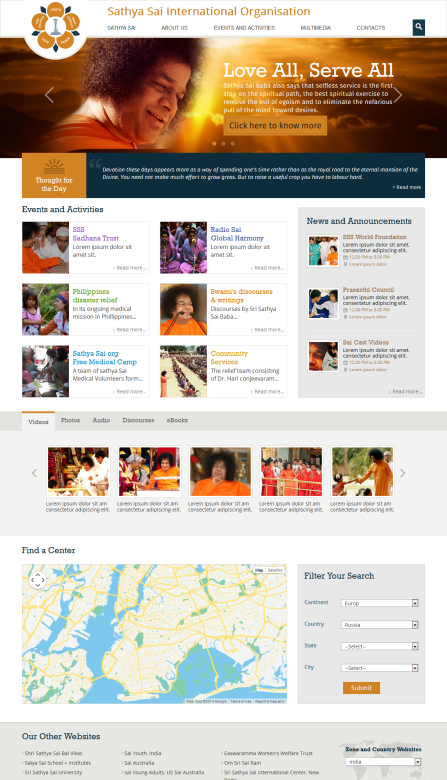 Sathya Sai International Organisation
SATHYA SAI
ABOUT US
EVENTS AND ACTIVITIES
MULTIMEDIA
CONTACTS
Love All, Serve All
Sathya Sai Baba also says that selfless service is the first
step on the spiritual path, the best spiritual exercise to
remove the evil of egoism and to eliminate the nefarious
pull of the mind toward desires.
Click here to know more
Thought for
the Day
Devotion these days appears more as a way of spending one's time rather than as the royal road to the eternal mansion of the
Divine. You need not make much effort to grow grass. But to raise a useful crop you have to labour hard.
> Read more
Events and Activities
SSS
Sadhana Trust
Lorem ipsum dolor sit
amet sit.
› Read more...
Radio Sai
Global Harmony
Lorem ipsum dolor sit
amet, sit.
› Read more...
Philippines
disaster relief
In its ongoing medical
mission in Phillippines...
› Read more...
Swami's discourses
& writings
Discourses by Sri Sathya
Sai Baba...
› Read more...
Sathya Sai org
Free Medical Camp
A team of sathya Sai
Medical Volunteers form...
› Read more...
Community
Services
The relief team consisting
of Dr. Hari conjeevaram...
› Read more...
News and Announcements
SSS World Foundation
Lorem ipsum dolor sit amet.
consectetur adipiscing elit.
12.00 PM to 3.00 PM
Lorem ipsum dolor
Prasanthi Council
Lorem ipsum dolor sit amet.
consectetur adipiscing elit.
12.00 PM to 3.00 PM
Lorem ipsum dolor
Sai Cast Videos
Lorem ipsum dolor sit amet.
consectetur adipiscing elit.
12.00 PM to 3.00 PM
Lorem ipsum dolor
› Read more...
Videos
Photos
Audio
Discourses
eBooks
Lorem ipsum dolor sit am
consectetur adipiscing elit.
Lorem ipsum dolor sit am
consectetur adipiscing elit.
Lorem ipsum dolor sit am
consectetur adipiscing elit.
Lorem ipsum dolor sit am
consectetur adipiscing elit.
Lorem ipsum dolor sit am
consectetur adipiscing elit.
Find a Center
Map
Satellite
Map data ©2014 Google
Terms of Use
Report a map error
Filter Your Search
Continent
Europ
Country
Russia
State
--Select--
City
--Select--
Submit
Our Other Websites
› Shri Sathya Sai Bal Vikas
› Satya Sai School + Institutes
› Sri Sathya Sai University
› Sai Youth, India
› Sai Australia
› sai Young Adults, US Sai Australia
› Easwaramma Women's Welfare Trust
› Om Sri Sai Ram
› Sri Sathya Sai international Center, New
Zone and Country Websites
India